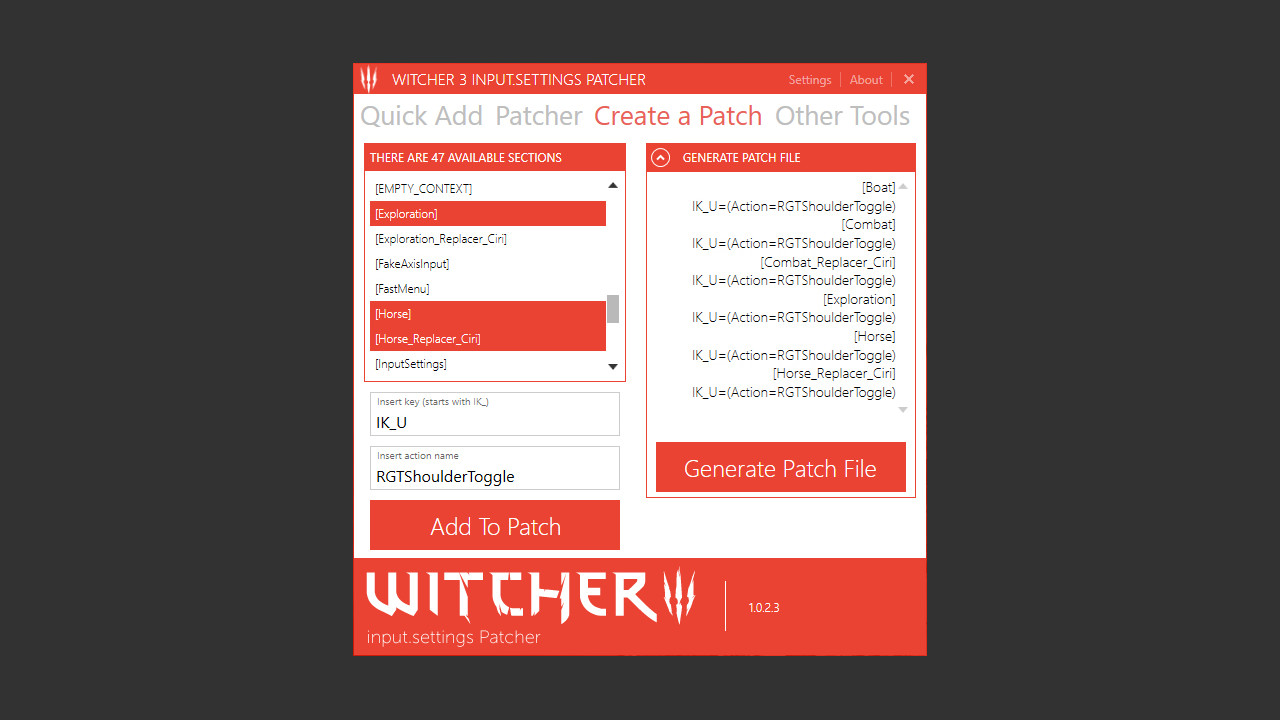 WITCHER 3 INPUT.SETTINGS PATCHER
Settings
About
Quick Add
Patcher
Create a Patch
Other Tools
THERE ARE 47 AVAILABLE SECTIONS
[EMPTY_CONTEXT]
[Exploration]
[Exploration_Replacer_Ciri]
[FakeAxisInput]
[FastMenu]
[Horse]
[Horse_Replacer_Ciri]
[InputSettings]
Insert key (starts with IK_)
IK_U
Insert action name
RGTShoulderToggle
Add To Patch
GENERATE PATCH FILE
[Boat]
IK_U=(Action=RGTShoulderToggle)
[Combat]
IK_U=(Action=RGTShoulderToggle)
[Combat_Replacer_Ciri]
IK_U=(Action=RGTShoulderToggle)
[Exploration]
IK_U=(Action=RGTShoulderToggle)
[Horse]
IK_U=(Action=RGTShoulderToggle)
[Horse_Replacer_Ciri]
IK_U=(Action=RGTShoulderToggle)
Generate Patch File
WITCHER
input.settings Patcher
1.0.2.3